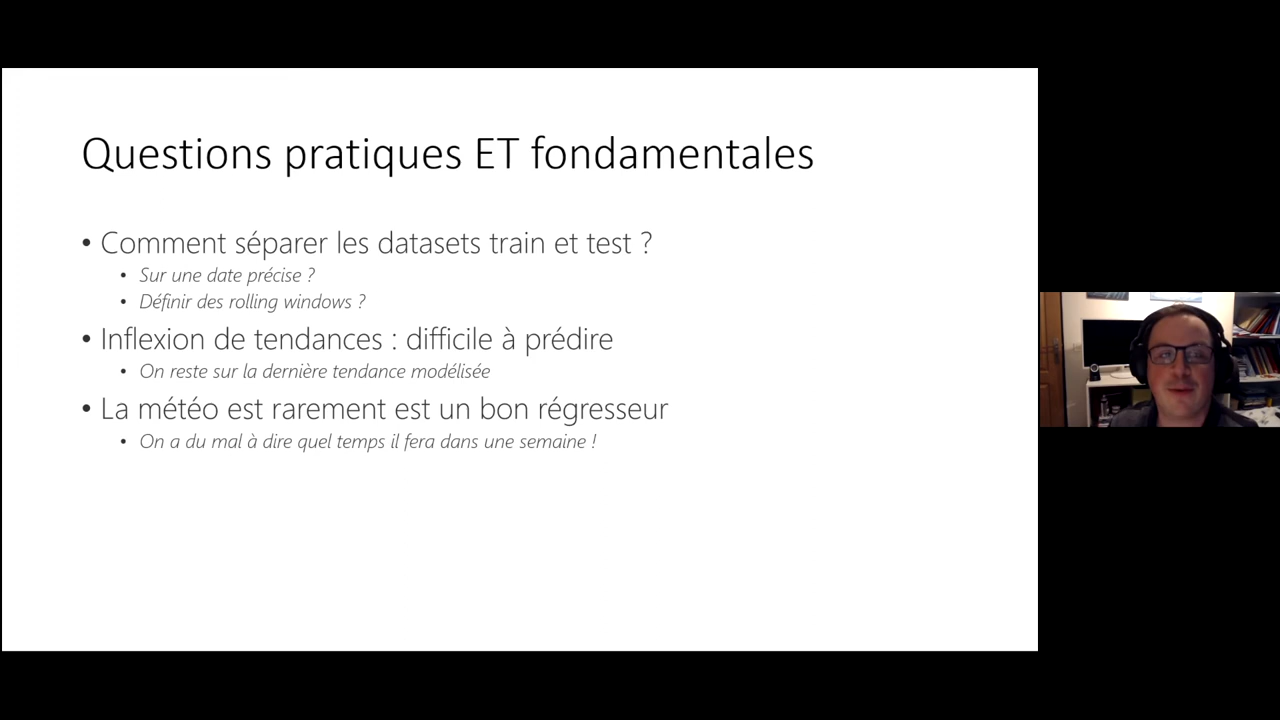 Questions pratiques ET fondamentales
• Comment séparer les datasets train et test ?
• Sur une date précise ?
• Définir des rolling windows ?
• Inflexion de tendances : difficile à prédire
• On reste sur la dernière tendance modélisée
• La météo est rarement est un bon régresseur
• On a du mal à dire quel temps il fera dans une semaine !